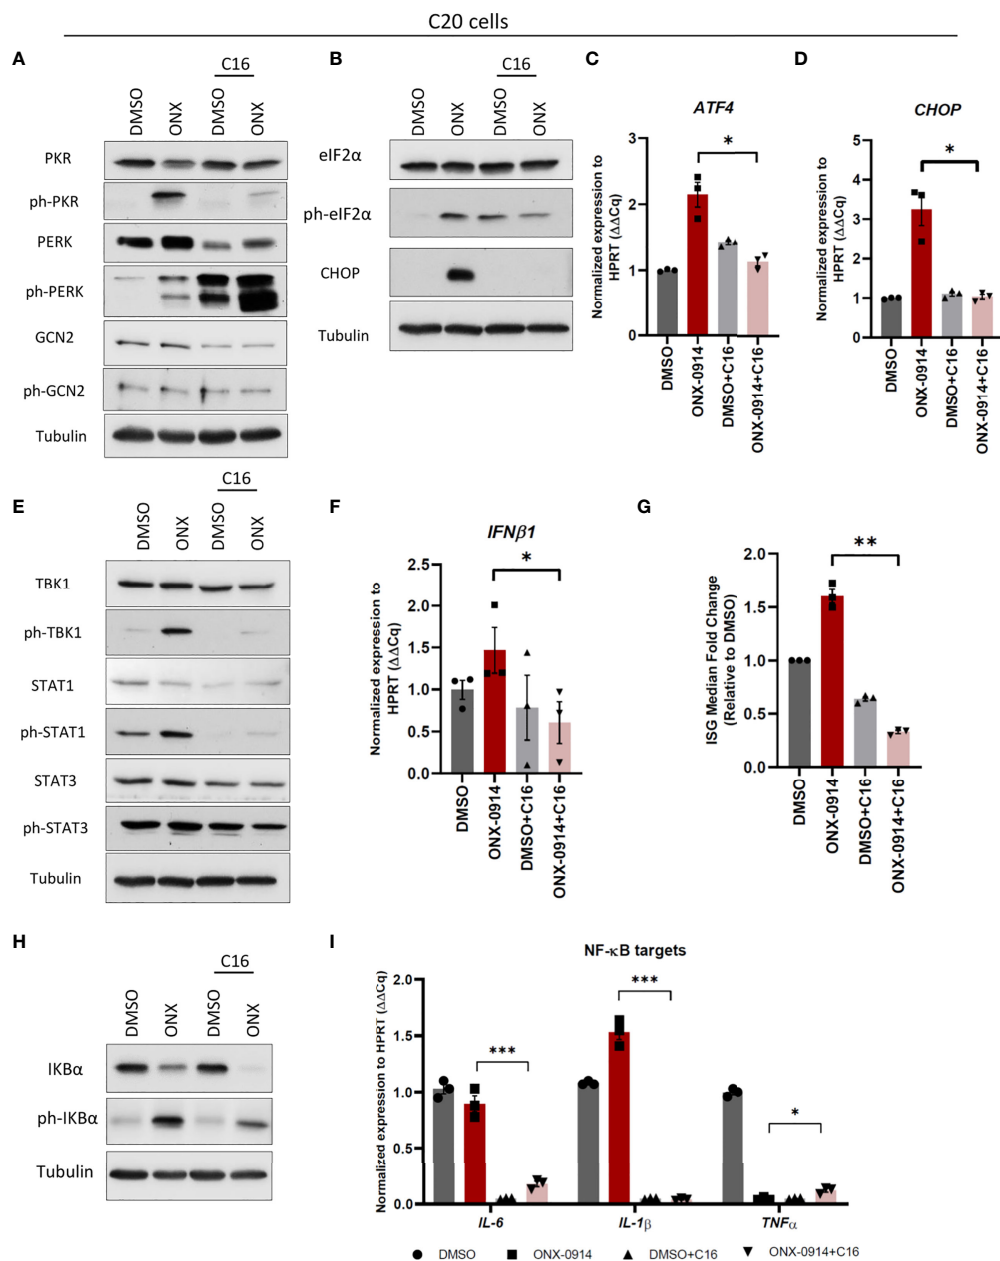 C20 cells
A
C16
DMSO
ONX
DMSO
ONX
PKR
ph-PKR
PERK
ph-PERK
GCN2
ph-GCN2
Tubulin
B
C16
DMSO
ONX
DMSO
ONX
eIF2α
ph-eIF2α
CHOP
Tubulin
C
ATF4
Normalized expression to
HPRT (ΔΔCq)
3
2
1
0
*
DMSO
ONX-0914
DMSO+C16
ONX-0914+C16
D
CHOP
Normalized expression to
HPRT (ΔΔCq)
5
4
3
2
1
0
*
DMSO
ONX-0914
DMSO+C16
ONX-0914+C16
E
C16
DMSO
ONX
DMSO
ONX
TBK1
ph-TBK1
STAT1
ph-STAT1
STAT3
ph-STAT3
Tubulin
F
IFNβ1
Normalized expression to
HPRT (ΔΔCq)
2.5
2.0
1.5
1.0
0.5
0.0
*
DMSO
ONX-0914
DMSO+C16
ONX-0914+C16
G
ISG Median Fold Change
(Relative to DMSO)
2.0
1.5
1.0
0.5
0.0
**
DMSO
ONX-0914
DMSO+C16
ONX-0914+C16
H
C16
DMSO
ONX
DMSO
ONX
IKBα
ph-IKBα
Tubulin
I
NF-κB targets
Normalized expression to HPRT (ΔΔCq)
2.0
1.5
1.0
0.5
0.0
***
***
*
IL-6
IL-1β
TNFα
DMSO
ONX-0914
DMSO+C16
ONX-0914+C16